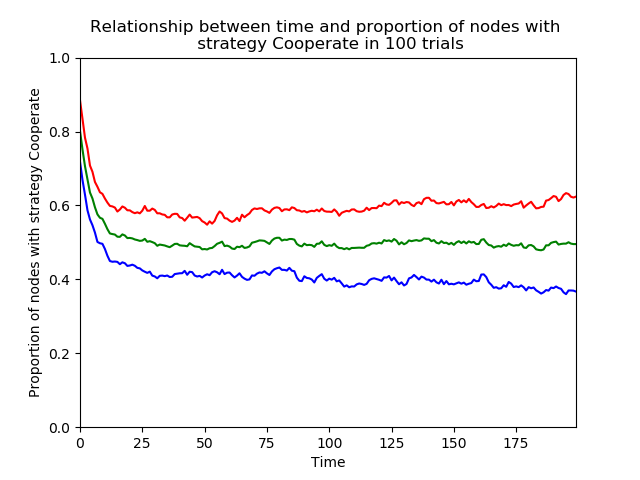 Relationship between time and proportion of nodes with
strategy Cooperate in 100 trials
Proportion of nodes with strategy Cooperate
1.0
0.8
0.6
0.4
0.2
0.0
0 25 50 75 100 125 150 175
Time